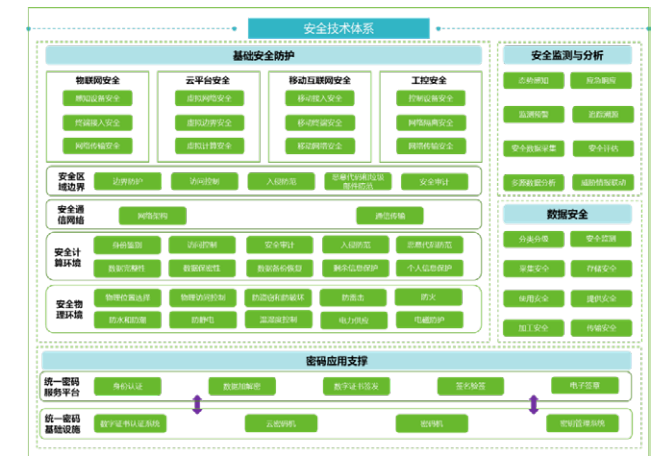 安全技术体系
基础安全防护
物联网安全
云平台安全
移动互联网安全
工控安全
感知设备安全
虚拟网络安全
移动接入安全
控制设备安全
终端接入安全
虚拟边界安全
移动终端安全
网络隔离安全
网络传输安全
虚拟计算安全
移动网络安全
网络传输安全
安全区
域边界
边界防护
访问控制
入侵防范
恶意代码和垃圾
邮件防范
安全审计
安全通
信网络
网络架构
通信传输
安全计
算环境
身份鉴别
访问控制
安全审计
入侵防范
恶意代码防范
数据完整性
数据保密性
数据备份恢复
剩余信息保护
个人信息保护
安全物
理环境
物理位置选择
物理访问控制
防盗窃和防破坏
防雷击
防火
防水和防潮
防静电
温湿度控制
电力供应
电磁防护
安全监测与分析
态势感知
应急响应
监测预警
追踪溯源
安全数据采集
安全评估
多源数据分析
威胁情报联动
数据安全
分类分级
安全监测
采集安全
存储安全
使用安全
提供安全
加工安全
传输安全
密码应用支撑
统一密码
服务平台
身份认证
数据加解密
数字证书签发
签名验签
电子签章
统一密码
基础设施
数字证书认证系统
云密码机
密码机
密钥管理系统